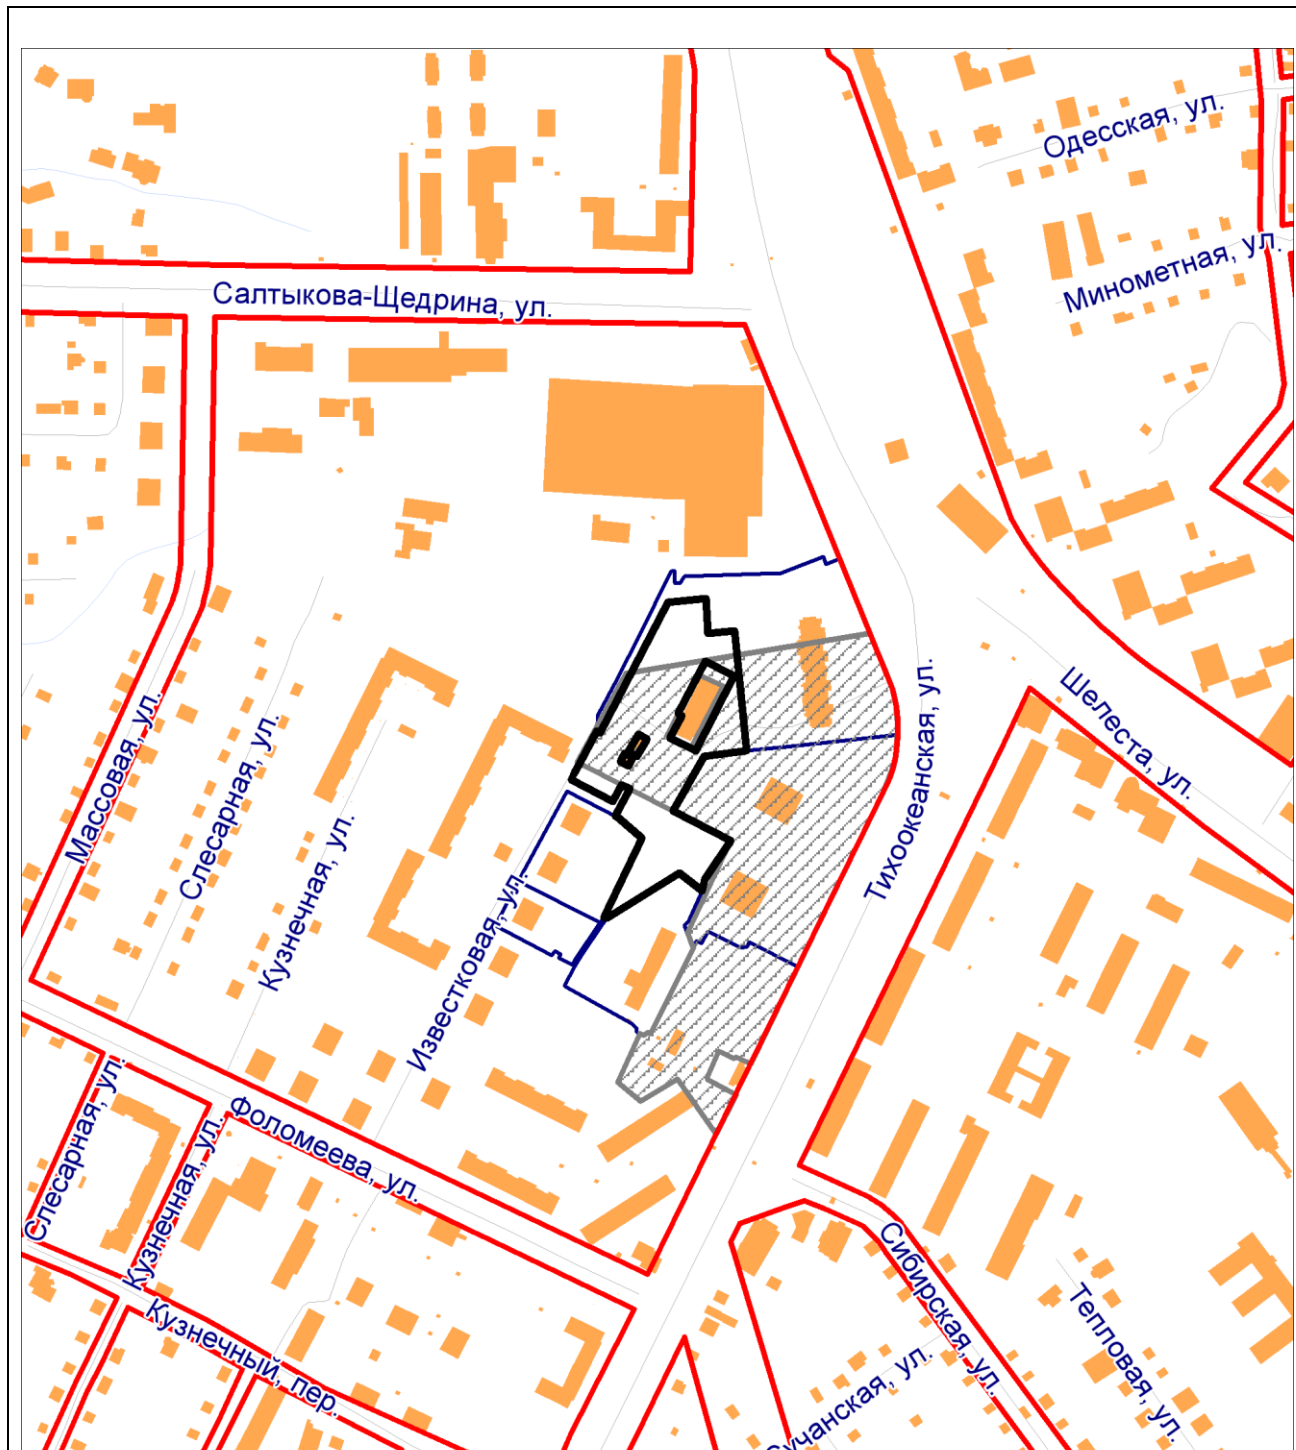 Одесская, ул.
Минометная, ул.
Салтыкова-Щедрина, ул.
Шелеста, ул.
Тихоокеанская, ул.
Массовая, ул.
Слесарная, ул.
Кузнечная, ул.
Известковая, ул.
Слесарная, ул.
Кузнечная, ул.
Фоломеева, ул.
Кузнечный, пер.
Сибирская, ул.
Тепловая, ул.
Сучанская, ул.